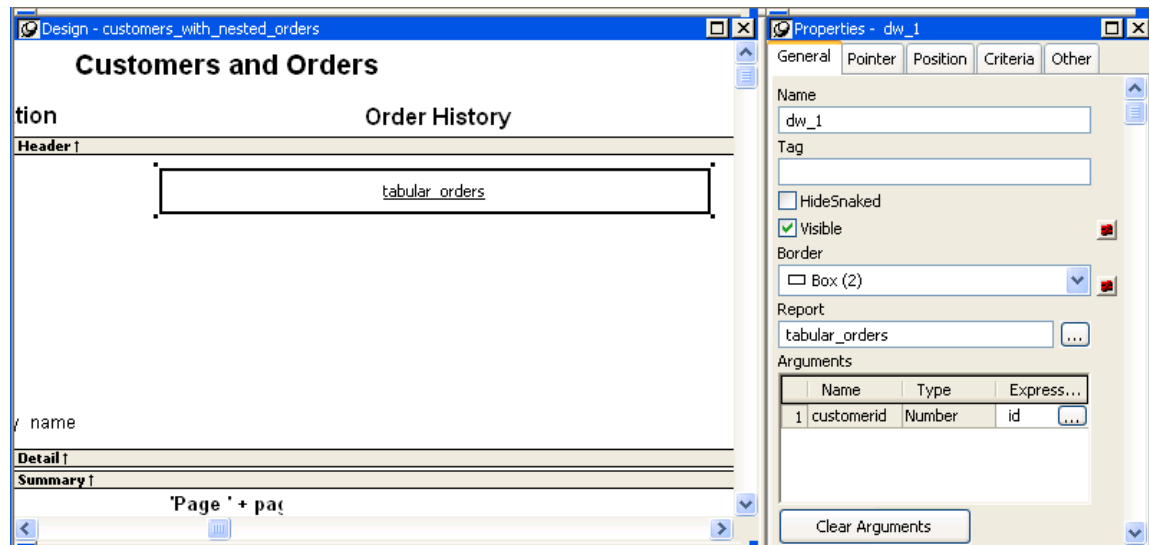 Design - customers_with_nested_orders
Customers and Orders
tion
Order History
Header ↑
tabular_orders
y_name
Detail ↑
Summary ↑
'Page ' + pag
Properties - dw_1
General Pointer Position Criteria Other
Name
dw_1
Tag
HideSnaked
Visible
Border
Box (2)
Report
tabular_orders
...
Arguments
Name Type Express...
1 customerid Number id ...
Clear Arguments